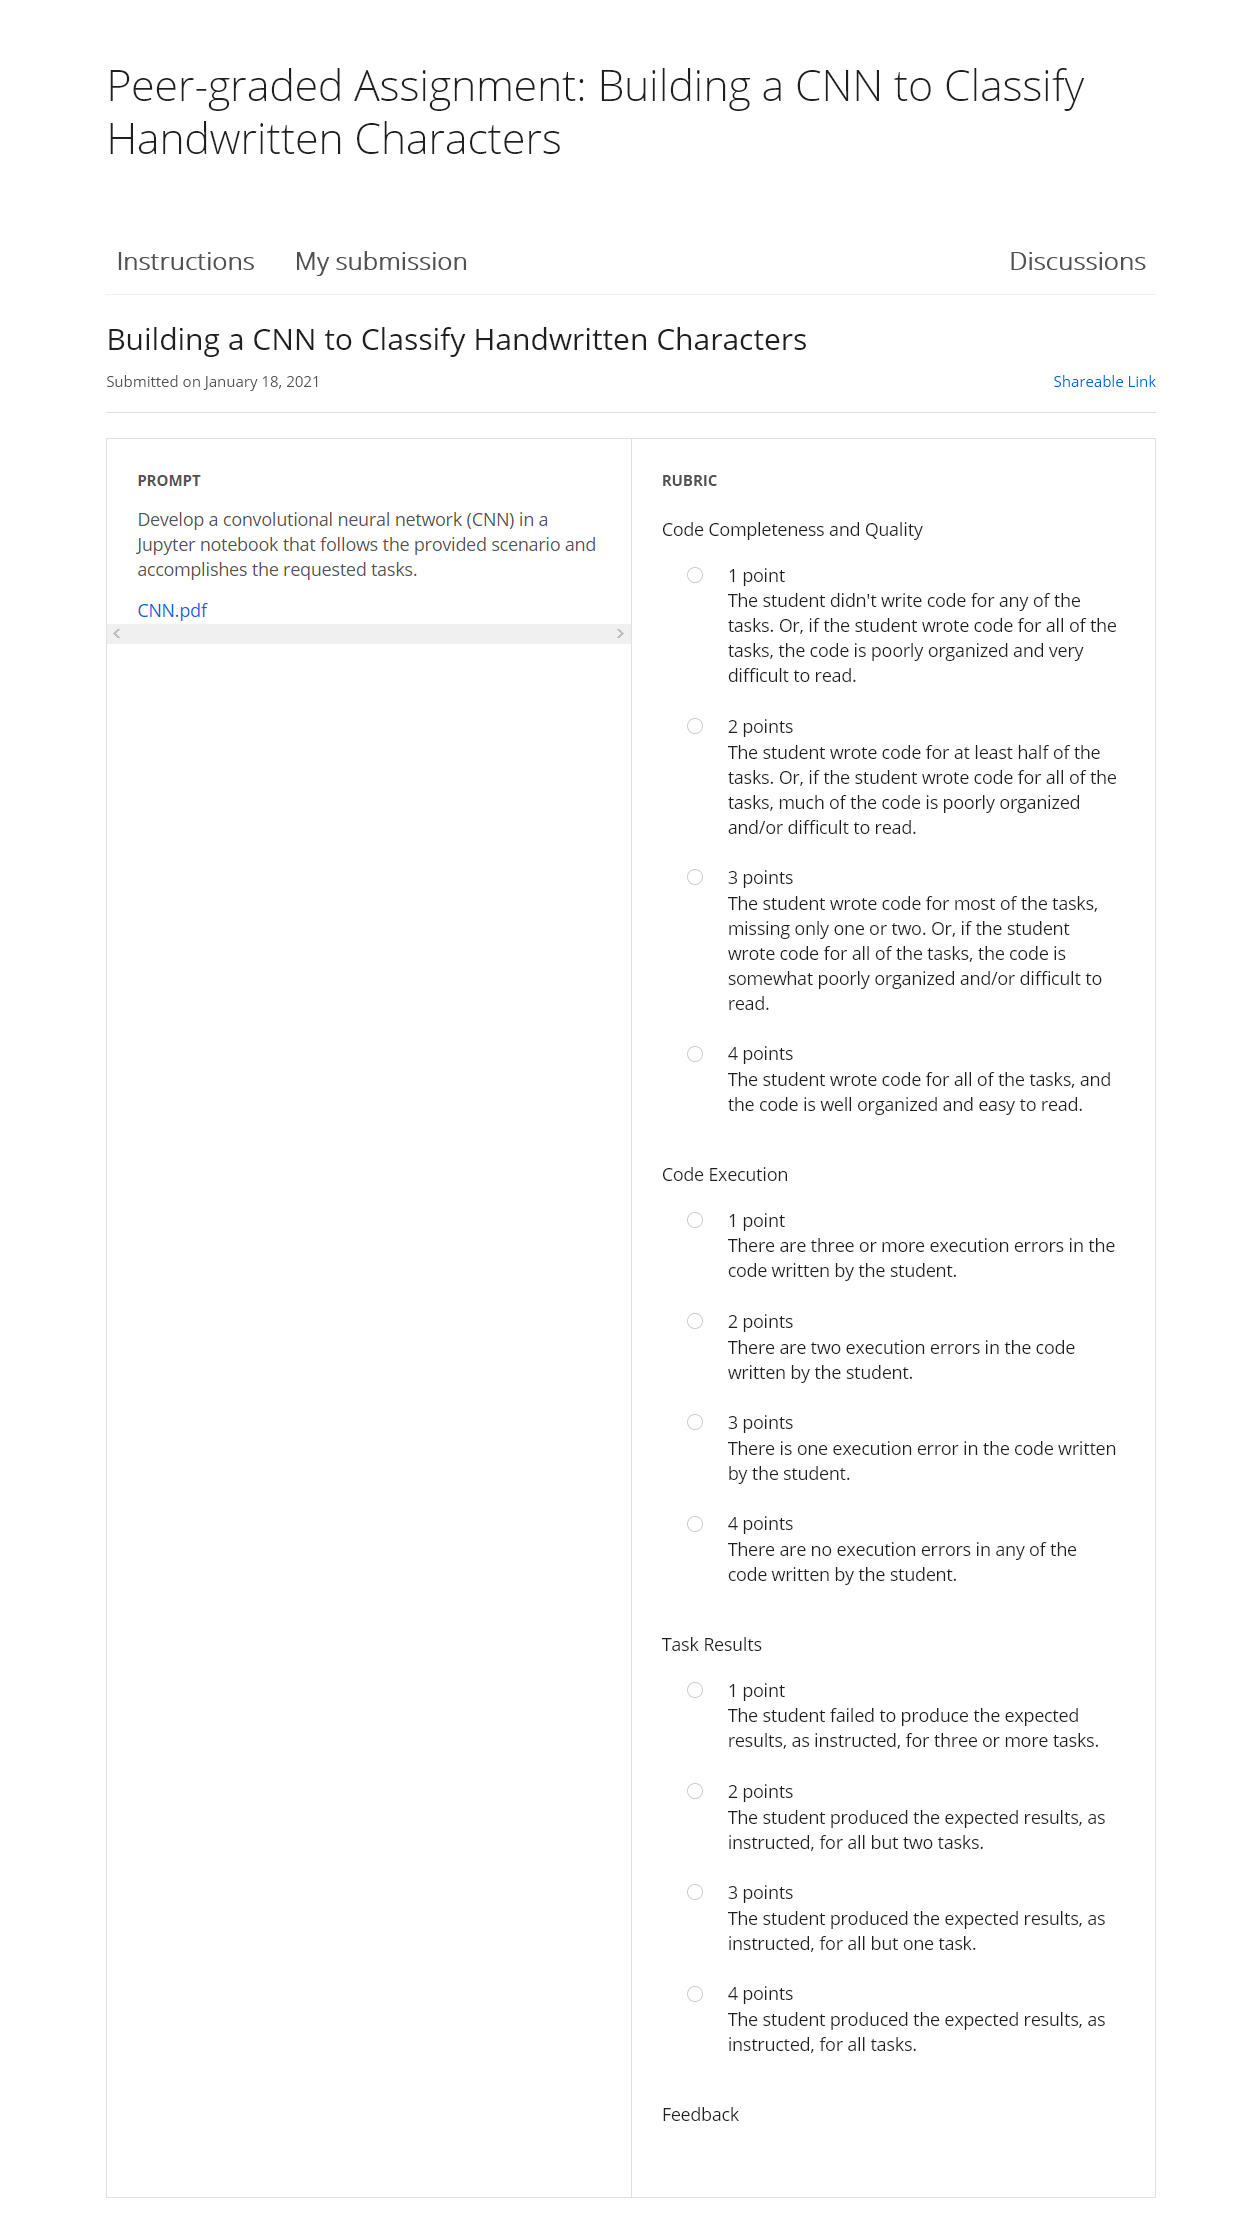 Peer-graded Assignment: Building a CNN to Classify
Handwritten Characters
Instructions
My submission
Discussions
Building a CNN to Classify Handwritten Characters
Submitted on January 18, 2021
Shareable Link
PROMPT
Develop a convolutional neural network (CNN) in a
Jupyter notebook that follows the provided scenario and
accomplishes the requested tasks.
CNN.pdf
RUBRIC
Code Completeness and Quality
1 point
The student didn't write code for any of the
tasks. Or, if the student wrote code for all of the
tasks, the code is poorly organized and very
difficult to read.
2 points
The student wrote code for at least half of the
tasks. Or, if the student wrote code for all of the
tasks, much of the code is poorly organized
and/or difficult to read.
3 points
The student wrote code for most of the tasks,
missing only one or two. Or, if the student
wrote code for all of the tasks, the code is
somewhat poorly organized and/or difficult to
read.
4 points
The student wrote code for all of the tasks, and
the code is well organized and easy to read.
Code Execution
1 point
There are three or more execution errors in the
code written by the student.
2 points
There are two execution errors in the code
written by the student.
3 points
There is one execution error in the code written
by the student.
4 points
There are no execution errors in any of the
code written by the student.
Task Results
1 point
The student failed to produce the expected
results, as instructed, for three or more tasks.
2 points
The student produced the expected results, as
instructed, for all but two tasks.
3 points
The student produced the expected results, as
instructed, for all but one task.
4 points
The student produced the expected results, as
instructed, for all tasks.
Feedback